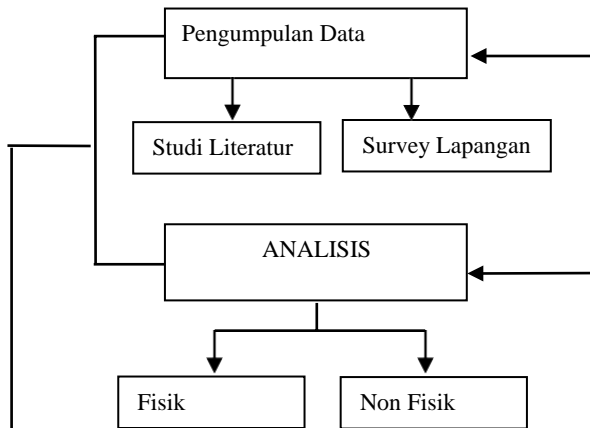 Pengumpulan Data
Studi Literatur
Survey Lapangan
ANALISIS
Fisik
Non Fisik